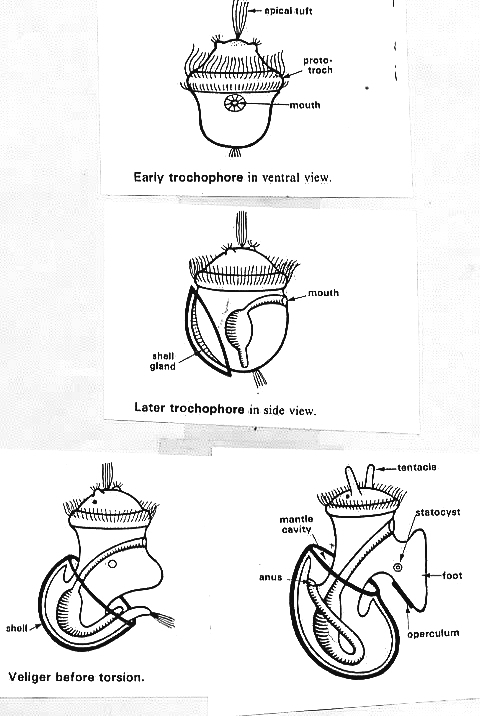 apical tuft
proto-
troch
mouth
Early trochophore in ventral view.
mouth
shell
gland
Later trochophore in side view.
shell
Veliger before torsion.
tentacle
statocyst
mantle
cavity
anus
foot
operculum